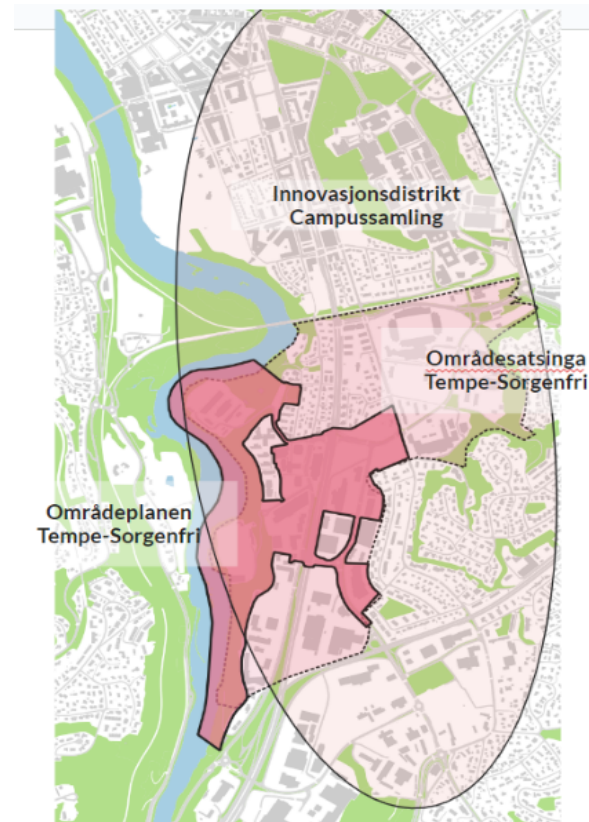 Innovasjonsdistrikt
Campussamling
Områdesatsinga
Tempe-Sorgenfri
Områdeplanen
Tempe-Sorgenfri